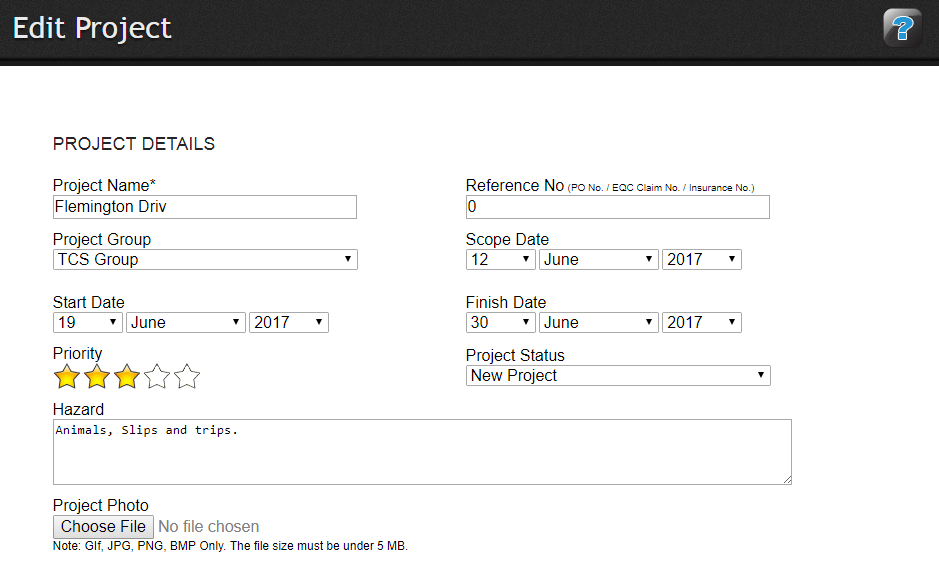 Edit Project
?
PROJECT DETAILS
Project Name*
Reference No (PO No. / EQC Claim No. / Insurance No.)
Flemington Driv
0
Project Group
Scope Date
TCS Group
12 June 2017
Start Date
Finish Date
19 June 2017
30 June 2017
Priority
Project Status
New Project
Hazard
Animals, Slips and trips.
Project Photo
Choose File No file chosen
Note: GIf, JPG, PNG, BMP Only. The file size must be under 5 MB.